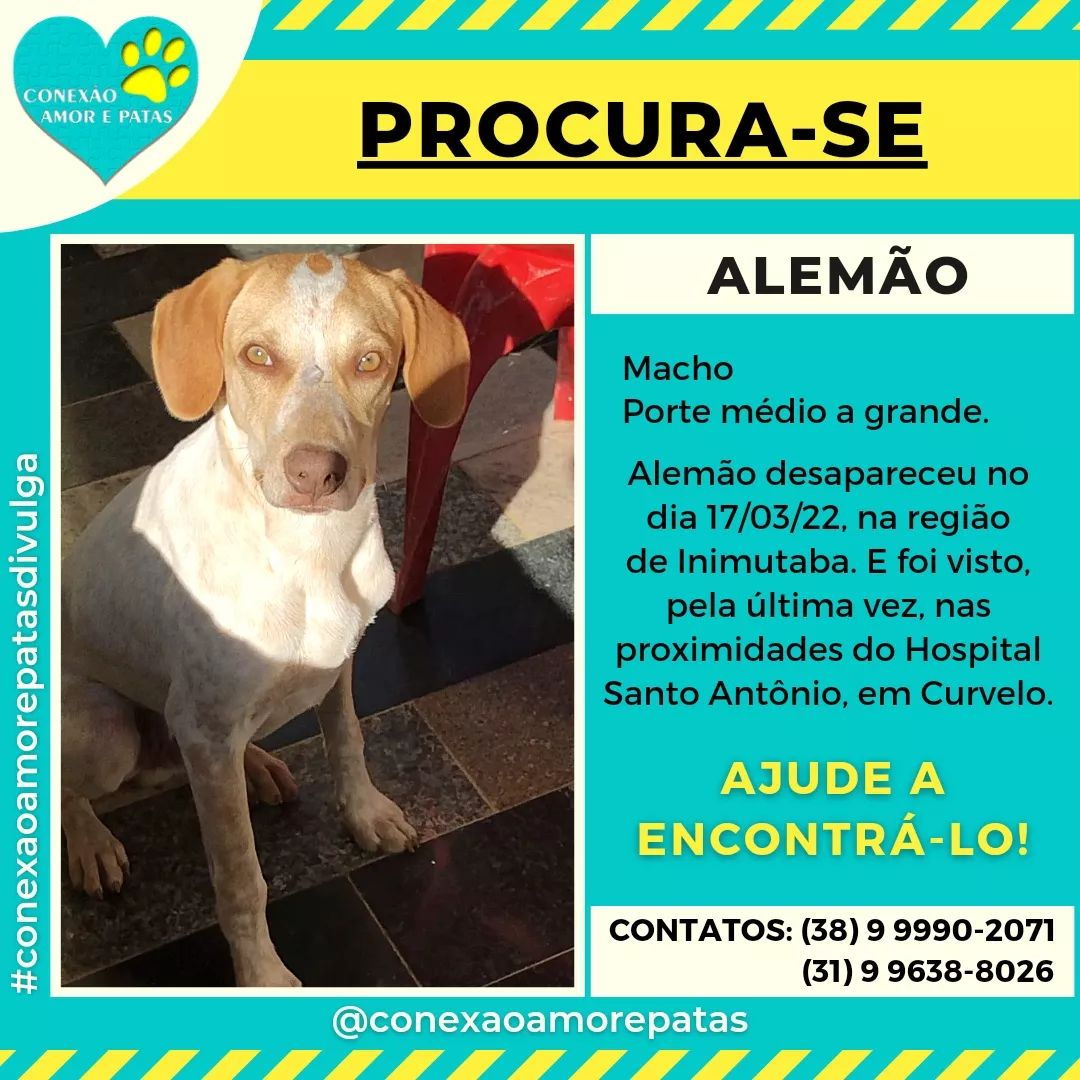 CONEXÃO
AMOR E PATAS
PROCURA-SE
ALEMÃO
Macho
Porte médio a grande.
Alemão desapareceu no
dia 17/03/22, na região
de Inimutaba. E foi visto,
pela última vez, nas
proximidades do Hospital
Santo Antônio, em Curvelo.
AJUDE A
ENCONTRÁ-LO!
CONTATOS: (38) 9 9990-2071
(31) 9 9638-8026
#conexaoamorepatasdivulga
@conexaoamorepatas